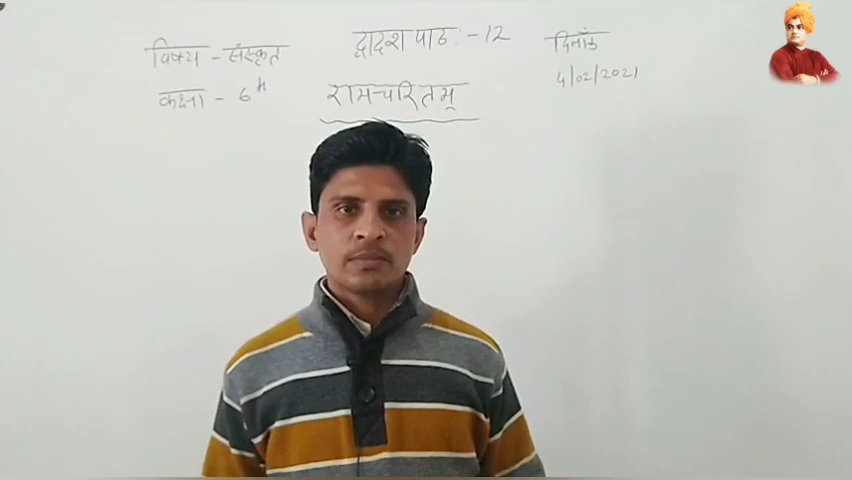 विषय - संस्कृत
द्वादश पाठ: - 12
दिनांक
कक्षा - 6th
रामचरितम्
4/02/2021